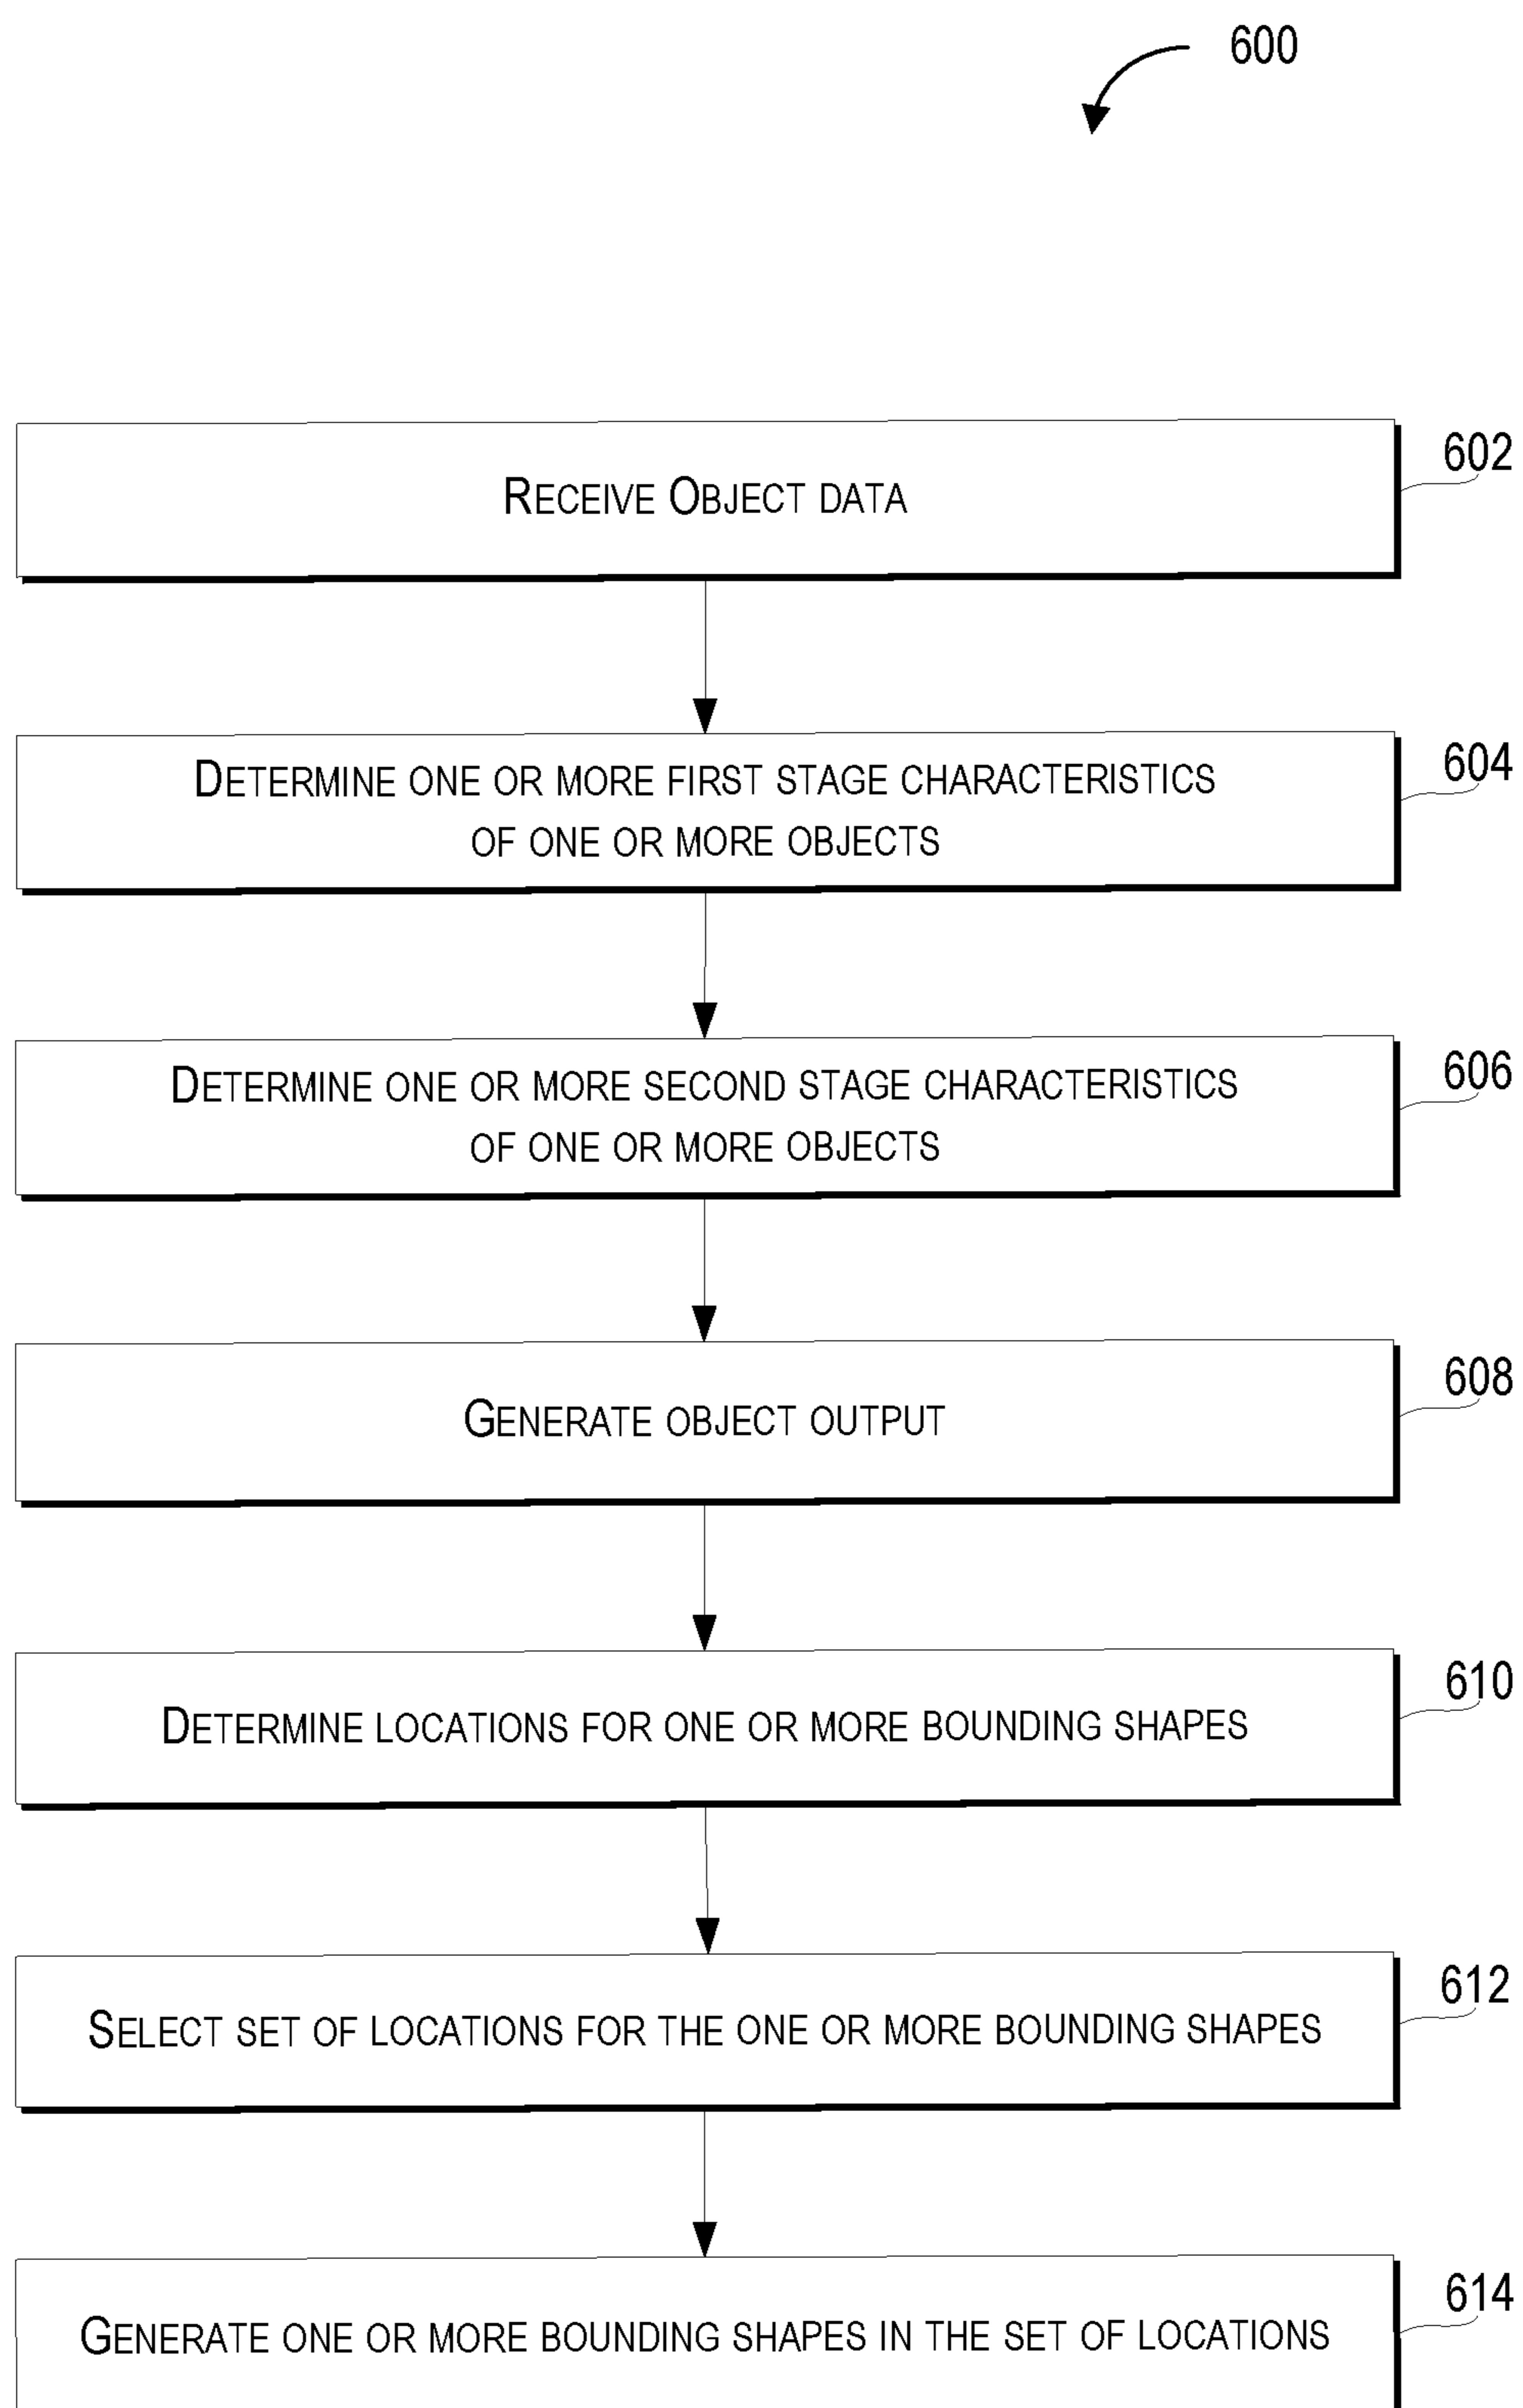 600
RECEIVE OBJECT DATA
602
DETERMINE ONE OR MORE FIRST STAGE CHARACTERISTICS
OF ONE OR MORE OBJECTS
604
DETERMINE ONE OR MORE SECOND STAGE CHARACTERISTICS
OF ONE OR MORE OBJECTS
606
GENERATE OBJECT OUTPUT
608
DETERMINE LOCATIONS FOR ONE OR MORE BOUNDING SHAPES
610
SELECT SET OF LOCATIONS FOR THE ONE OR MORE BOUNDING SHAPES
612
GENERATE ONE OR MORE BOUNDING SHAPES IN THE SET OF LOCATIONS
614